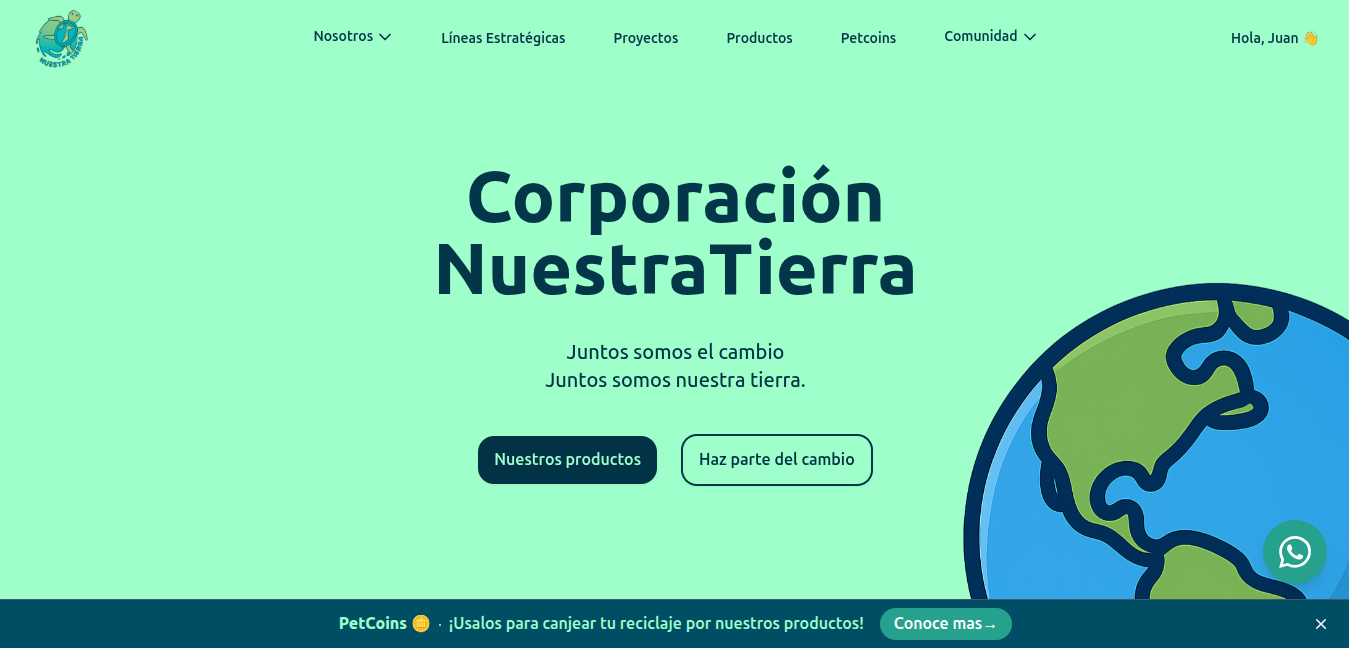 NUESTRA TIERRA
Nosotros
Líneas Estratégicas
Proyectos
Productos
Petcoins
Comunidad
Hola, Juan 👋
Corporación
NuestraTierra
Juntos somos el cambio
Juntos somos nuestra tierra.
Nuestros productos
Haz parte del cambio
PetCoins 🪙 · ¡Usalos para canjear tu reciclaje por nuestros productos!
Conoce mas→